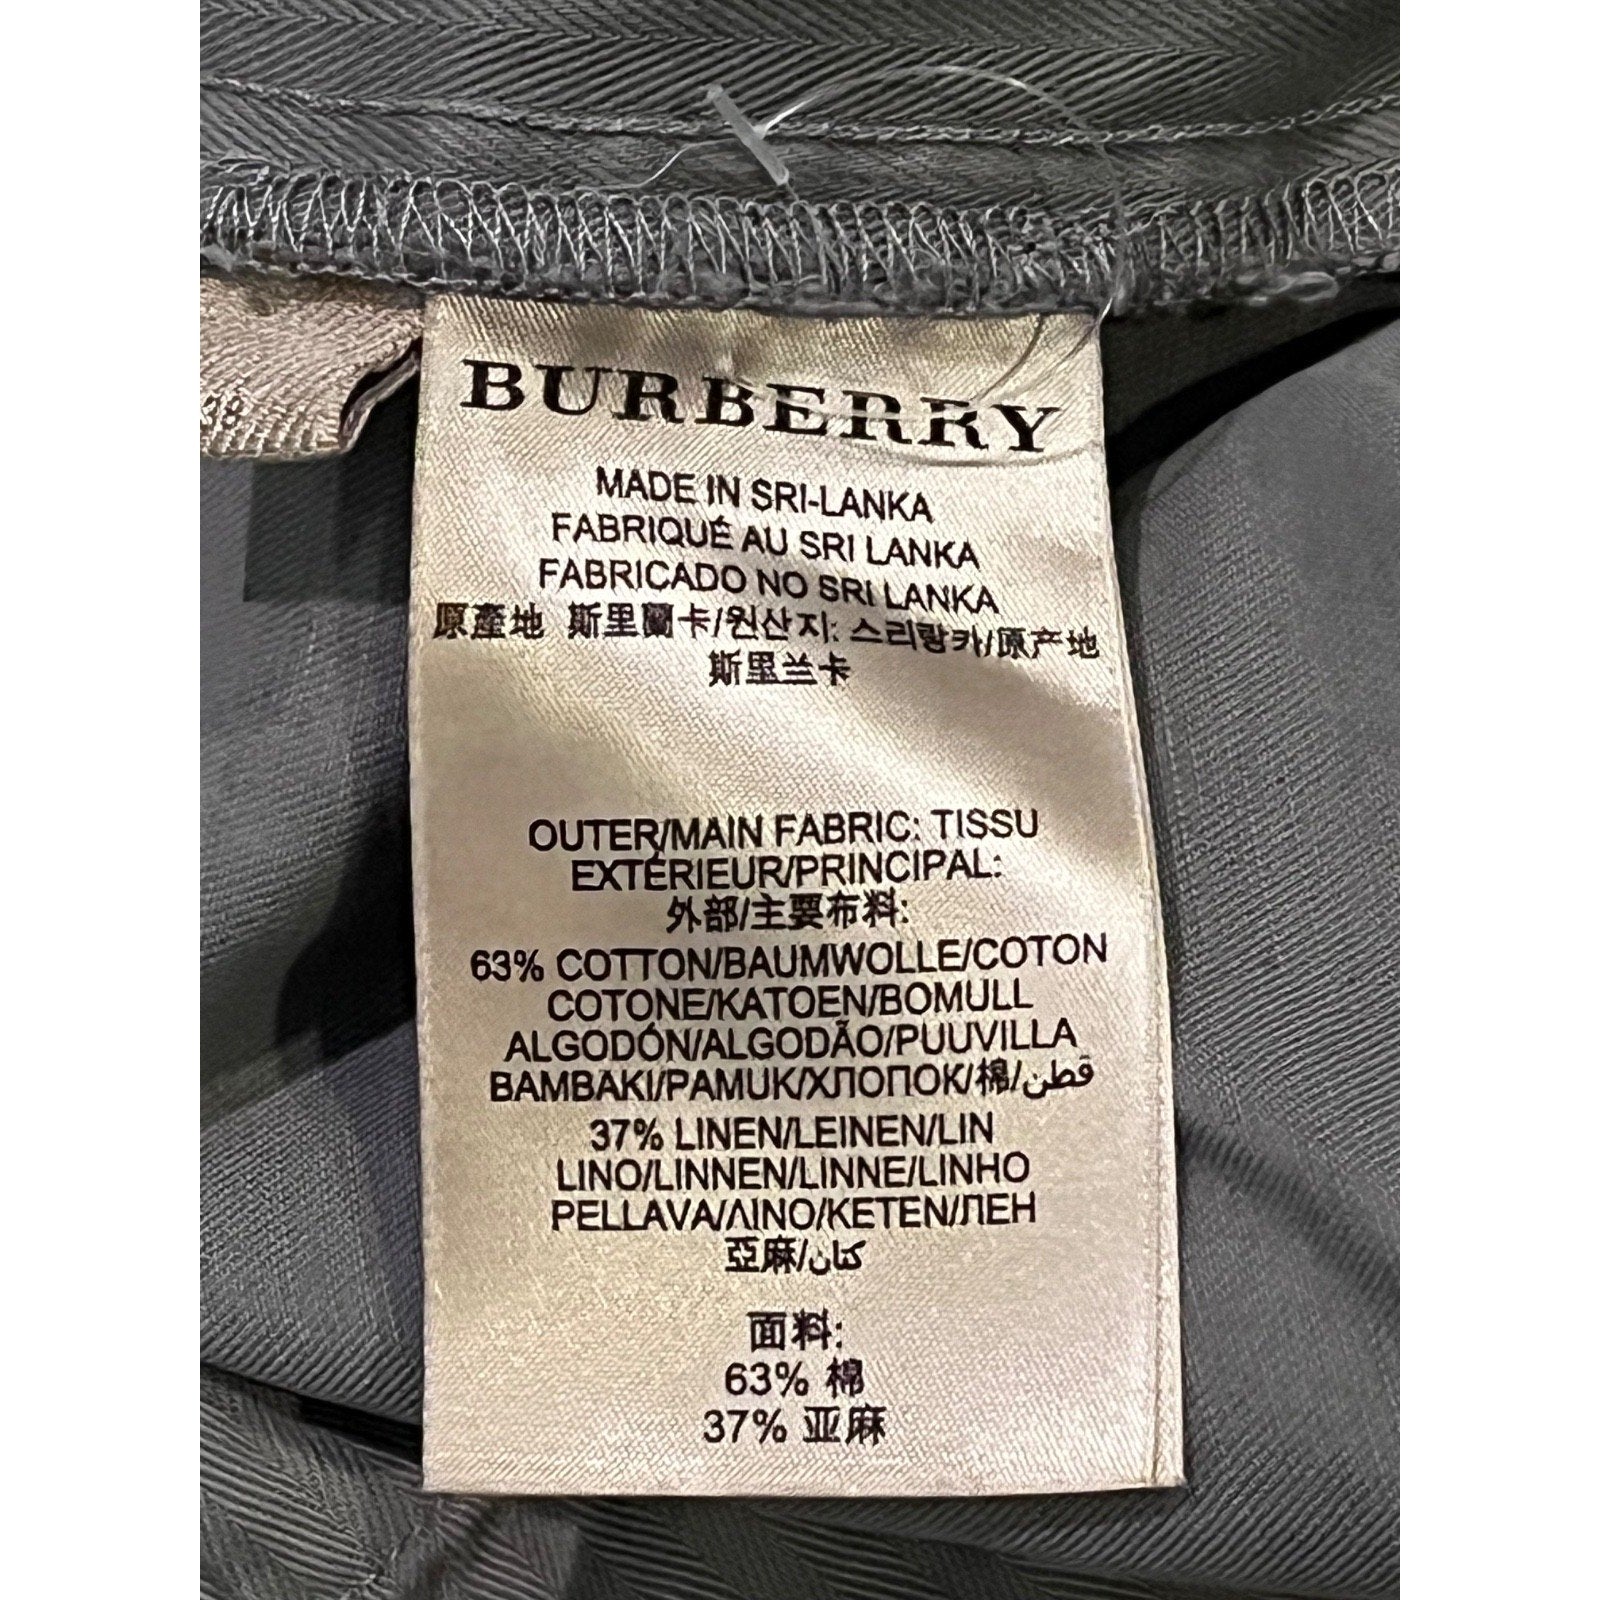 38
BURBERRY
MADE IN SRI-LANKA
FABRIQUÉ AU SRI LANKA
FABRICADO NO SRI LANKA
原產地 斯里蘭卡/원산지: 스리랑카/原产地
斯里兰卡
OUTER/MAIN FABRIC: TISSU
EXTÉRIEUR/PRINCIPAL:
外部/主要布料:
63% COTTON/BAUMWOLLE/COTON
COTONE/KATOEN/BOMULL
ALGODÓN/ALGODÃO/PUUVILLA
BAMBAKI/PAMUK/ХЛОПОК/棉/قطن
37% LINEN/LEINEN/LIN
LINO/LINNEN/LINNE/LINHO
PELLAVA/ΛΙΝΟ/KETEN/ЛЕН
亞麻/كتان
面料:
63% 棉
37% 亚麻